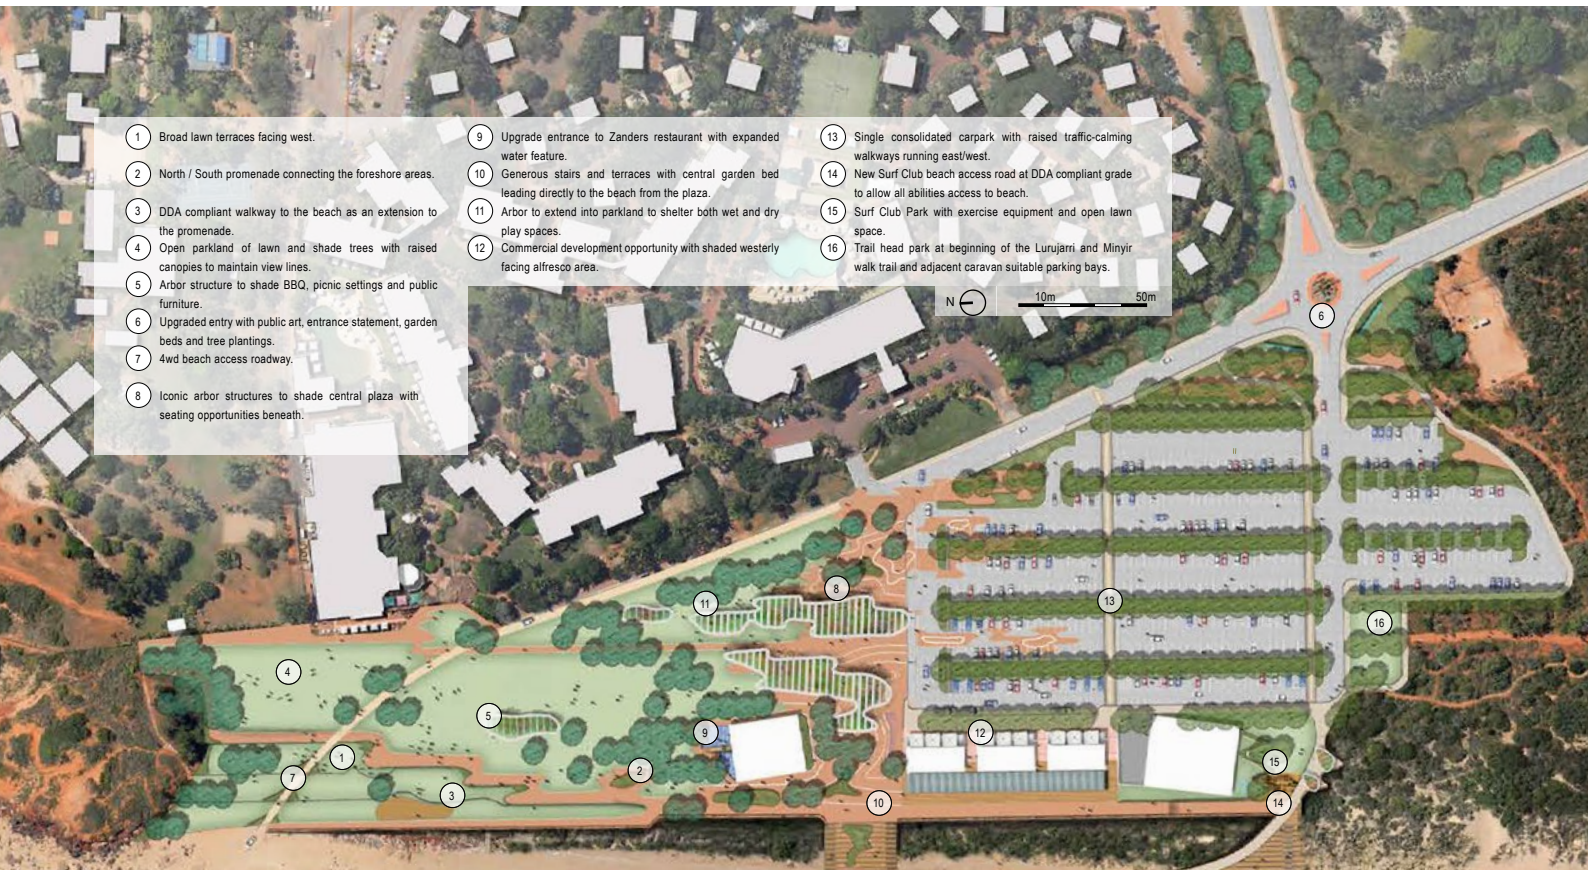 1 Broad lawn terraces facing west.
2 North / South promenade connecting the foreshore areas.
3 DDA compliant walkway to the beach as an extension to
the promenade.
4 Open parkland of lawn and shade trees with raised
canopies to maintain view lines.
5 Arbor structure to shade BBQ, picnic settings and public
furniture.
6 Upgraded entry with public art, entrance statement, garden
beds and tree plantings.
7 4wd beach access roadway.
8 Iconic arbor structures to shade central plaza with
seating opportunities beneath.
9 Upgrade entrance to Zanders restaurant with expanded
water feature.
10 Generous stairs and terraces with central garden bed
leading directly to the beach from the plaza.
11 Arbor to extend into parkland to shelter both wet and dry
play spaces.
12 Commercial development opportunity with shaded westerly
facing alfresco area.
13 Single consolidated carpark with raised traffic-calming
walkways running east/west.
14 New Surf Club beach access road at DDA compliant grade
to allow all abilities access to beach.
15 Surf Club Park with exercise equipment and open lawn
space.
16 Trail head park at beginning of the Lurujarri and Minyir
walk trail and adjacent caravan suitable parking bays.
N 10m 50m
6
8
11
13
16
4
5
9
12
1
2
15
7
3
10
14